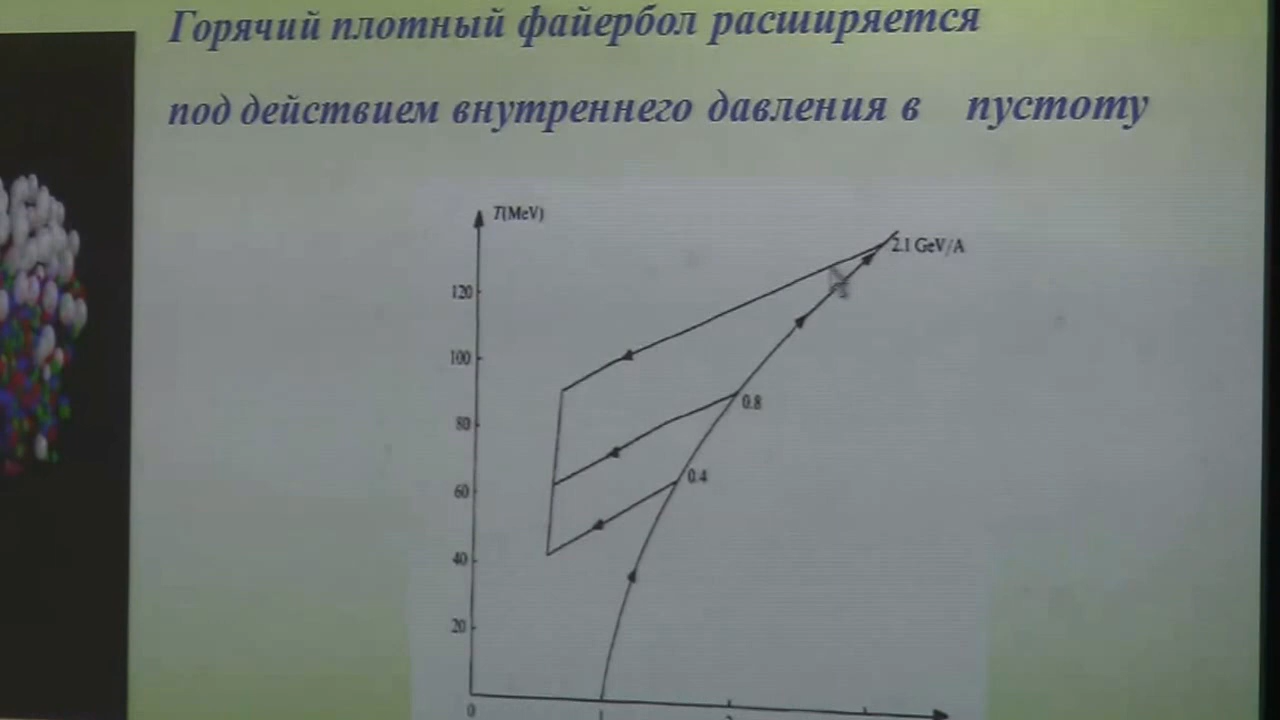 Горячий плотный файербол расширяется
под действием внутреннего давления в пустоту
T(MeV)
2.1 GeV/A
120
100
80
0.8
60
0.4
40
20
0